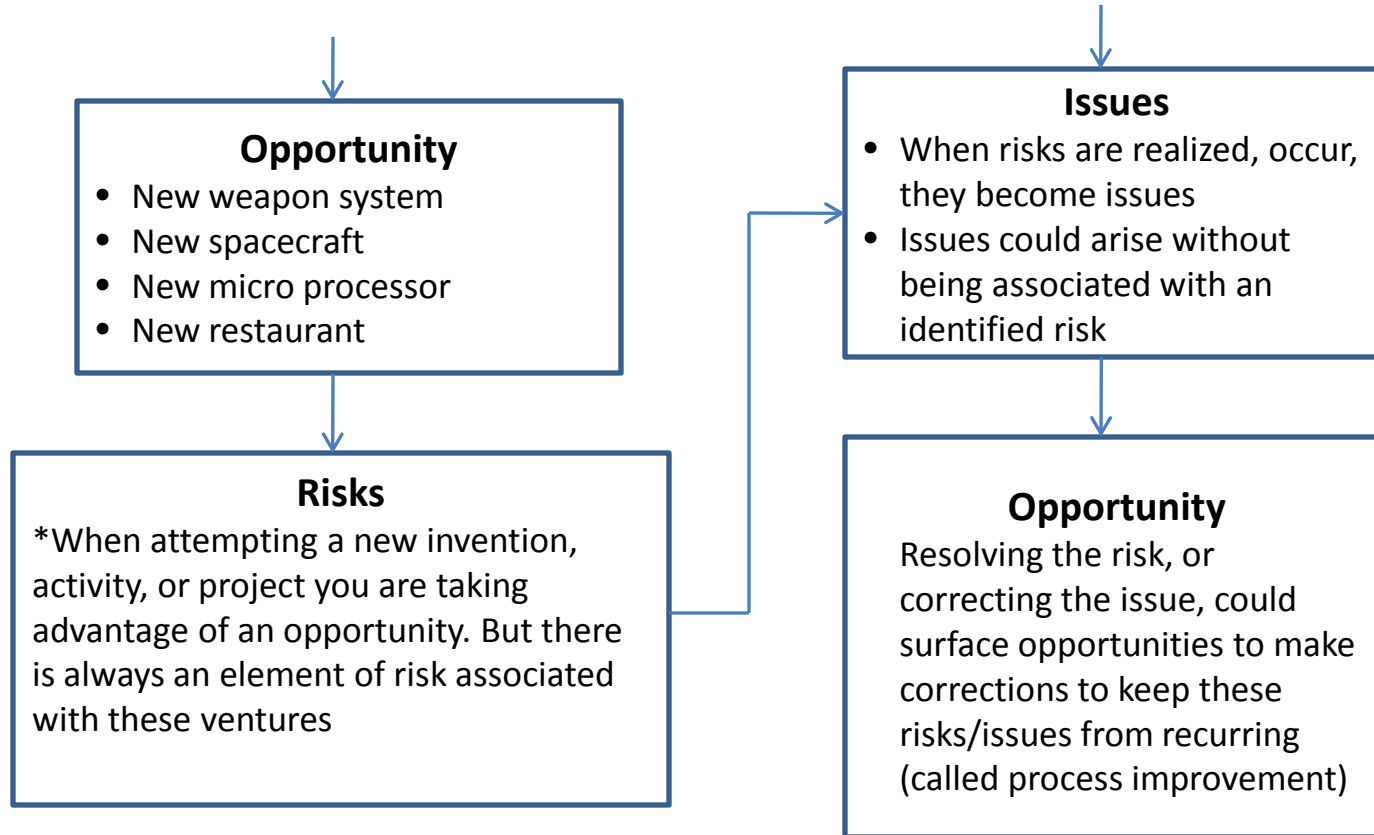 Opportunity
• New weapon system
• New spacecraft
• New micro processor
• New restaurant
Risks
*When attempting a new invention,
activity, or project you are taking
advantage of an opportunity. But there
is always an element of risk associated
with these ventures
Issues
• When risks are realized, occur,
they become issues
• Issues could arise without
being associated with an
identified risk
Opportunity
Resolving the risk, or
correcting the issue, could
surface opportunities to make
corrections to keep these
risks/issues from recurring
(called process improvement)